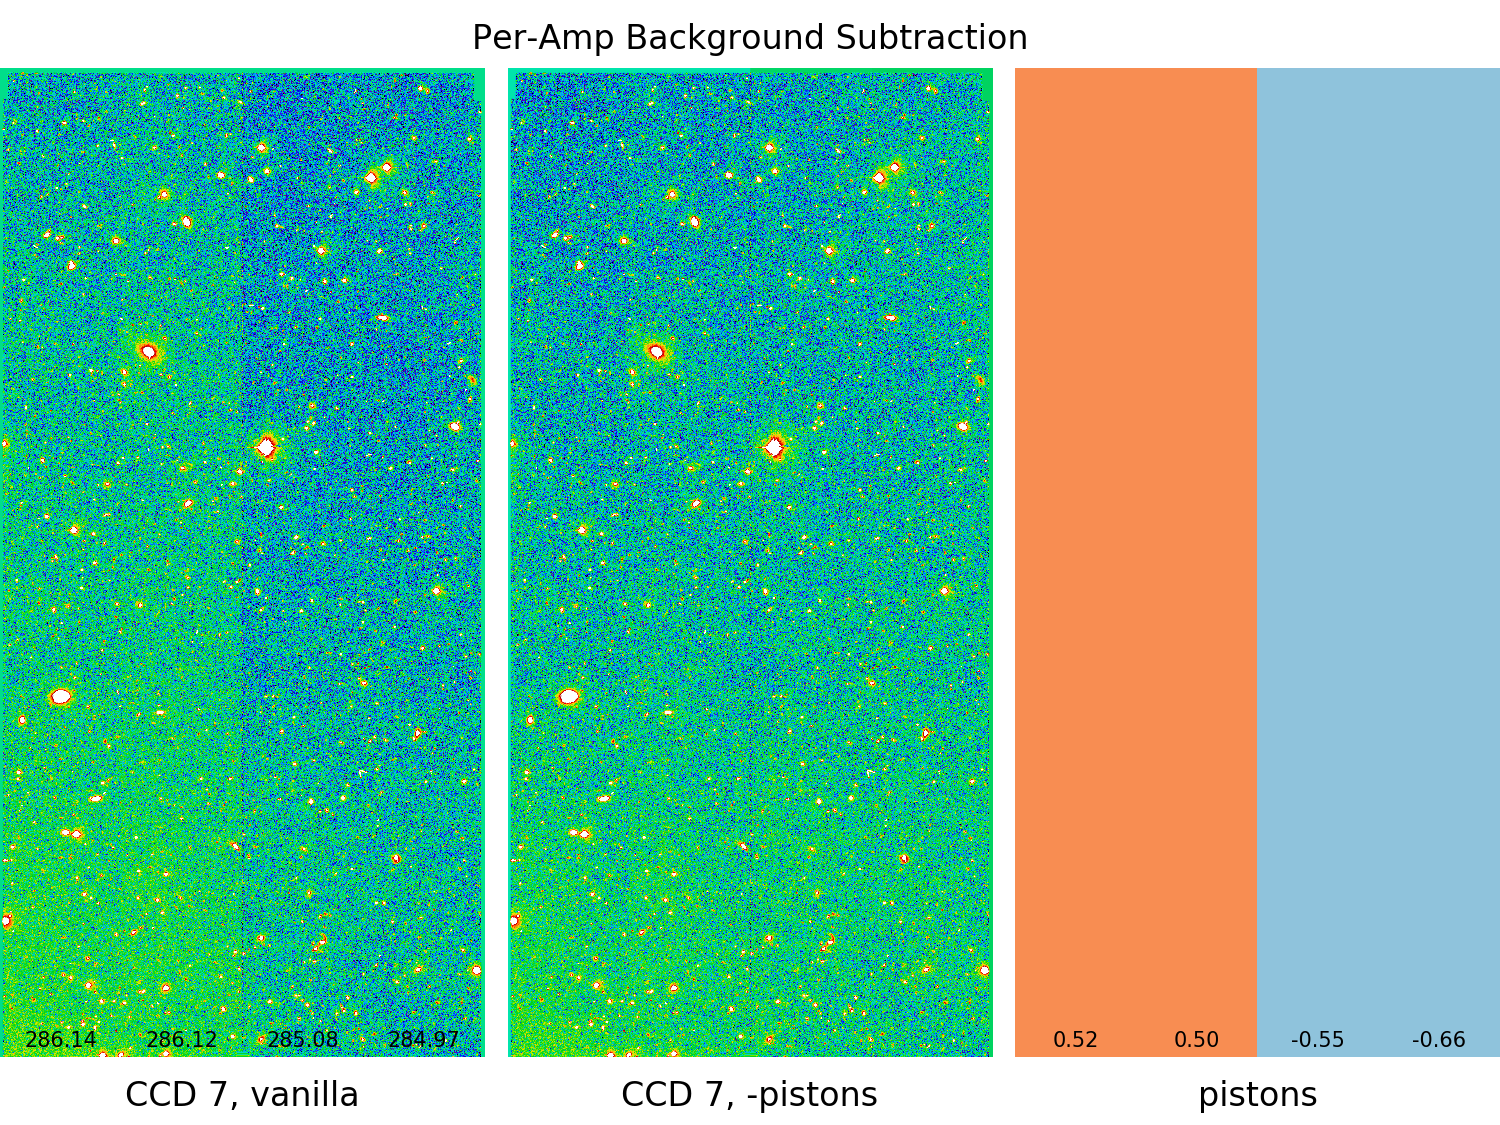 Per-Amp Background Subtraction
286.14 286.12 285.08 284.97
0.52 0.50 -0.55 -0.66
CCD 7, vanilla
CCD 7, -pistons
pistons